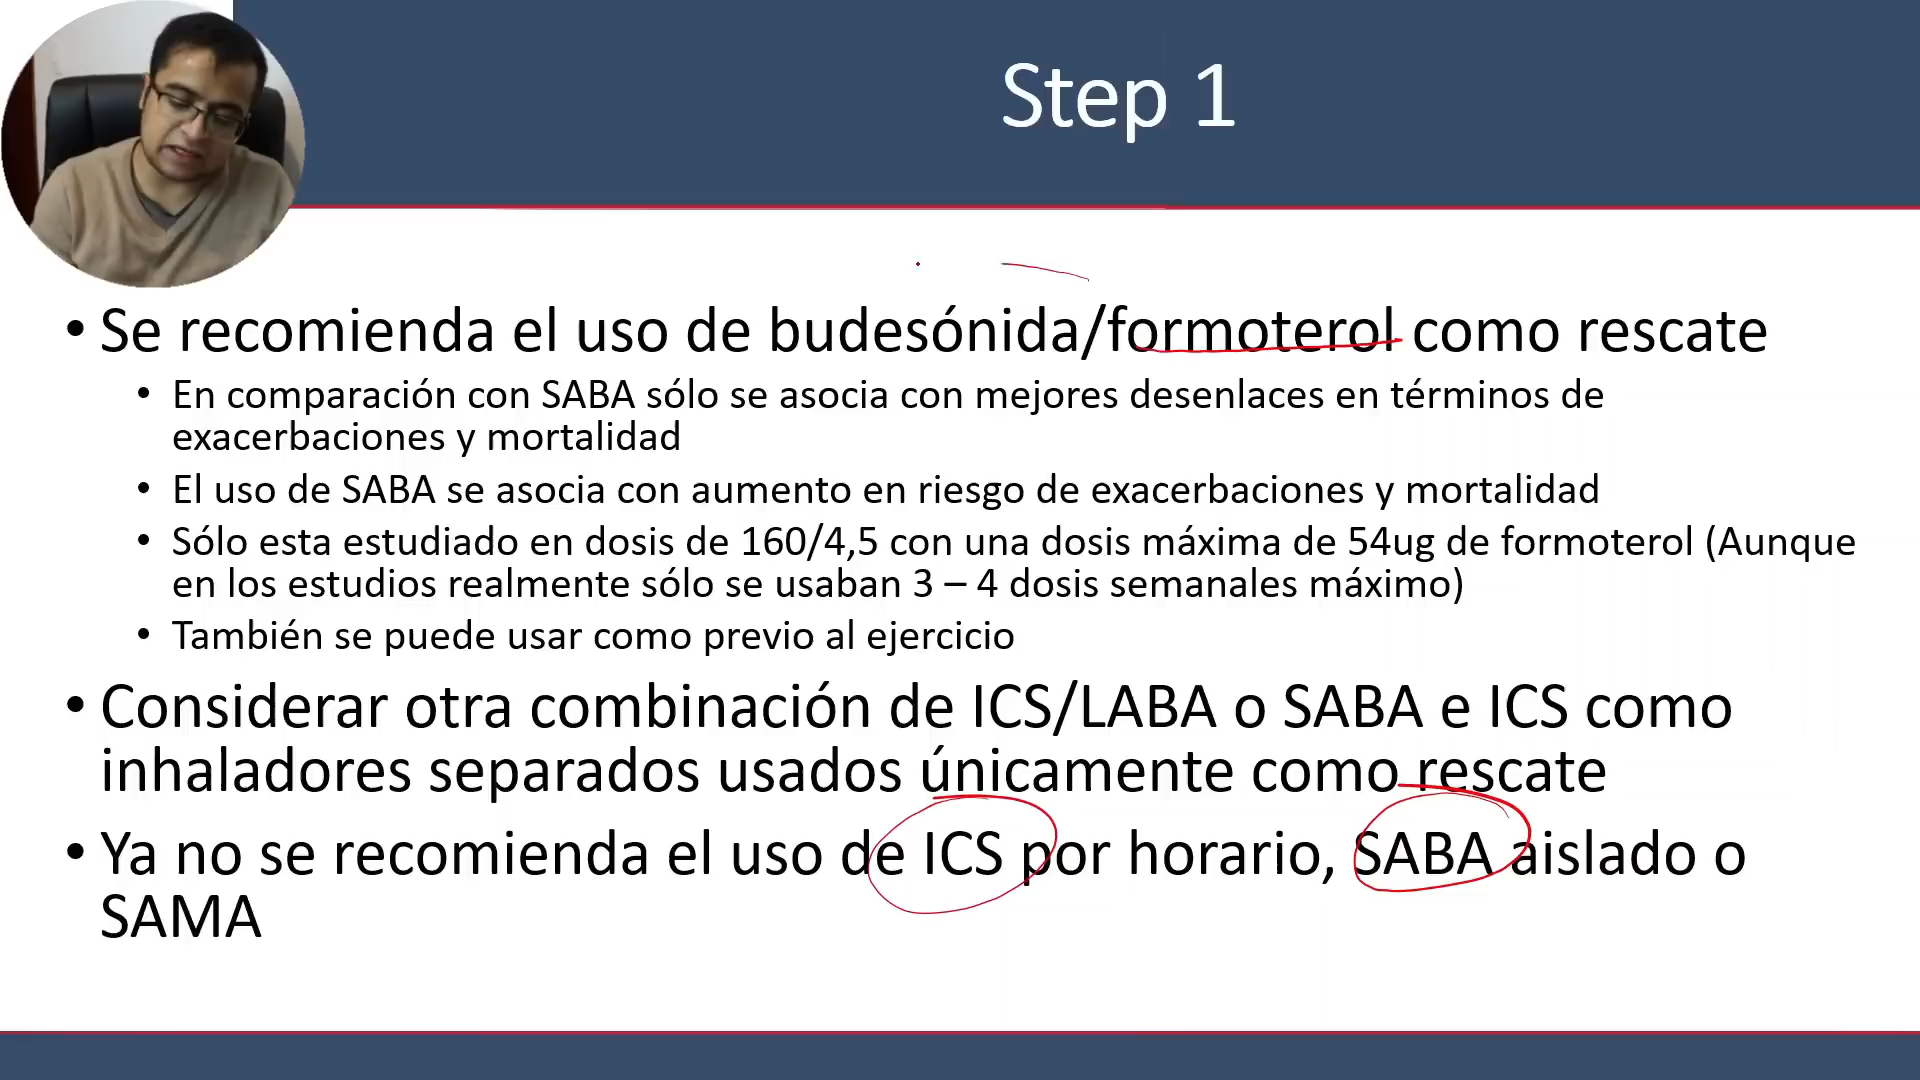 Step 1
• Se recomienda el uso de budesónida/formoterol como rescate
• En comparación con SABA sólo se asocia con mejores desenlaces en términos de
exacerbaciones y mortalidad
• El uso de SABA se asocia con aumento en riesgo de exacerbaciones y mortalidad
• Sólo esta estudiado en dosis de 160/4,5 con una dosis máxima de 54ug de formoterol (Aunque
en los estudios realmente sólo se usaban 3 – 4 dosis semanales máximo)
• También se puede usar como previo al ejercicio
• Considerar otra combinación de ICS/LABA o SABA e ICS como
inhaladores separados usados únicamente como rescate
• Ya no se recomienda el uso de ICS por horario, SABA aislado o
SAMA